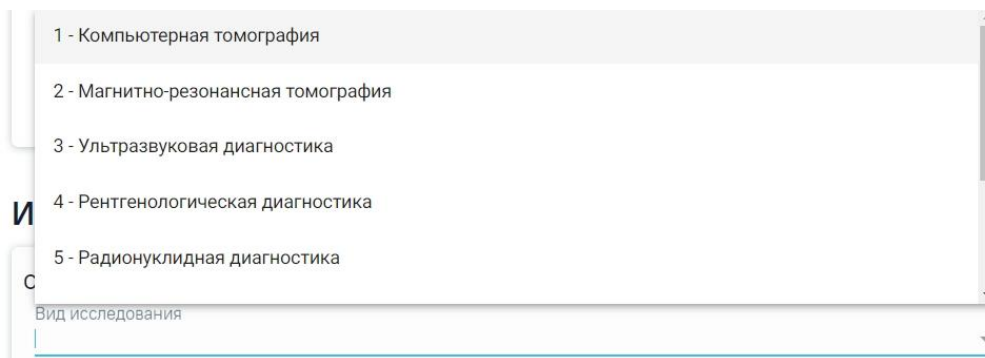 1 - Компьютерная томография
2 - Магнитно-резонансная томография
3 - Ультразвуковая диагностика
4 - Рентгенологическая диагностика
5 - Радионуклидная диагностика
Вид исследования